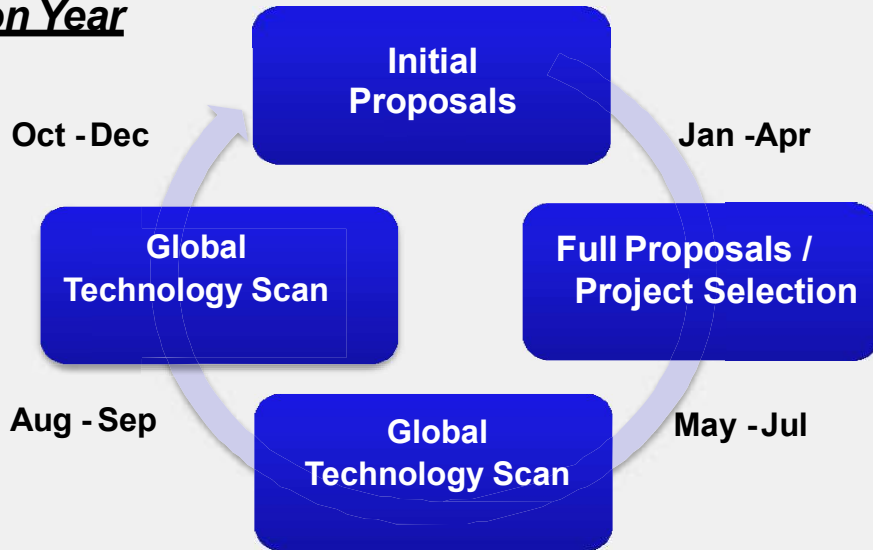 on Year
Initial
Proposals
Oct - Dec
Jan -Apr
Global
Technology Scan
Full Proposals /
Project Selection
Aug - Sep
May -Jul
Global
Technology Scan